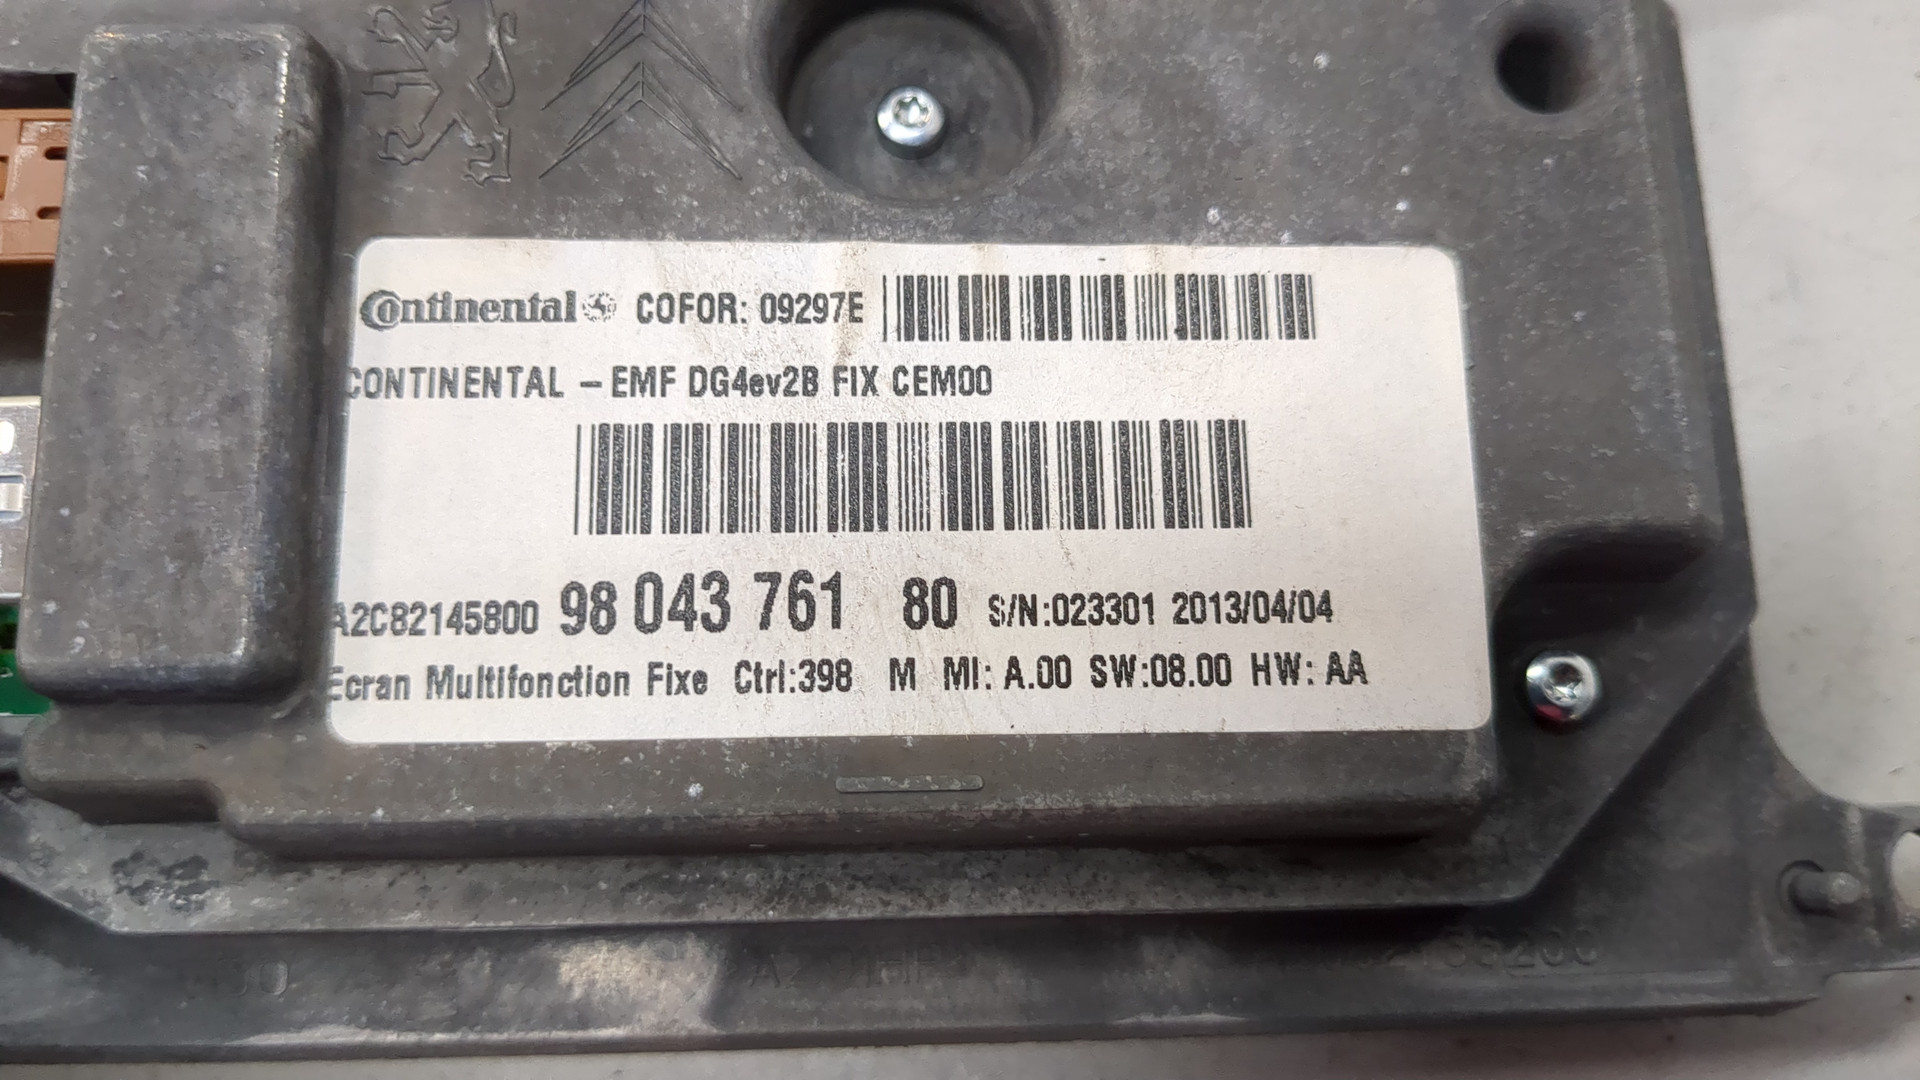 Continental COFOR: 09297E
CONTINENTAL - EMF DG4ev2B FIX CEM00
A2C82145800 98 043 761 80 S/N:023301 2013/04/04
Ecran Multifonction Fixe Ctrl:398 M MI: A.00 SW:08.00 HW: AA